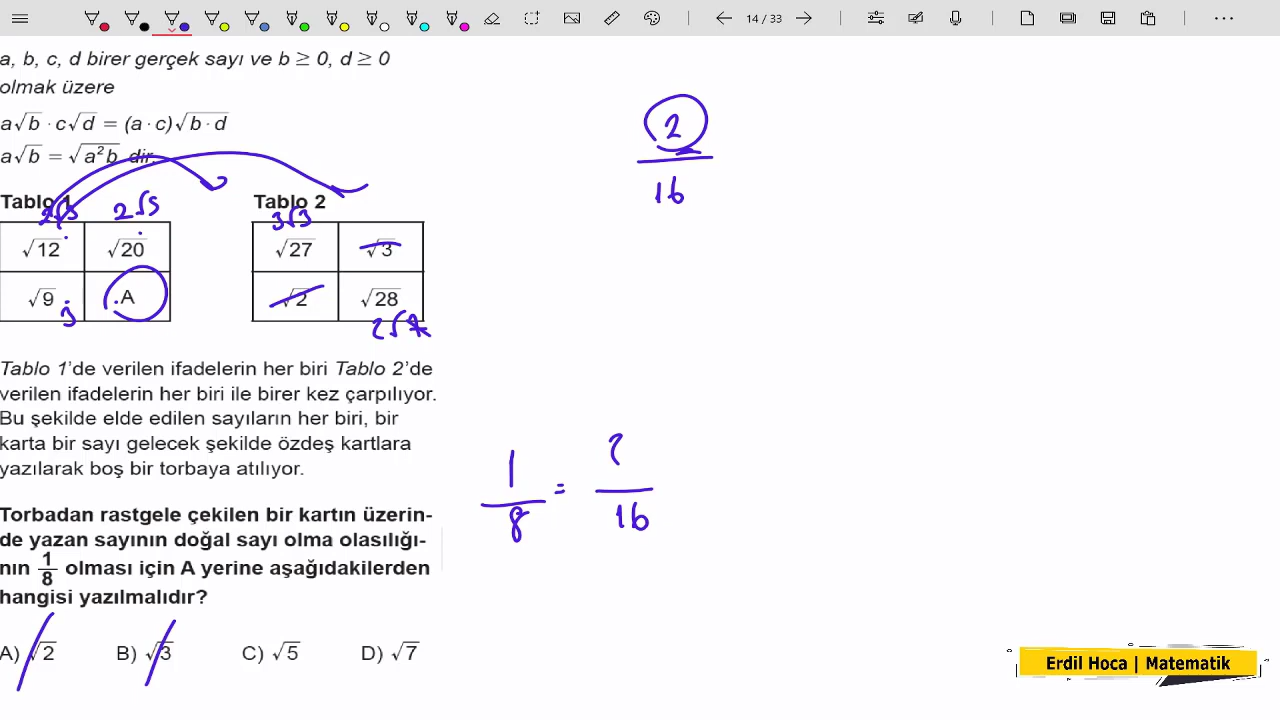 14 / 33
a, b, c, d birer gerçek sayı ve b ≥ 0, d ≥ 0
olmak üzere
a√b · c√d = (a · c)√b · d
a√b = √a²b dir.
2
16
Tablo 1
2√5
Tablo 2
3√3
√12 √20
√27 √3
√9 3 A
√2 √28
2√7
Tablo 1'de verilen ifadelerin her biri Tablo 2'de
verilen ifadelerin her biri ile birer kez çarpılıyor.
Bu şekilde elde edilen sayıların her biri, bir
karta bir sayı gelecek şekilde özdeş kartlara
yazılarak boş bir torbaya atılıyor.
1/8 = ?/16
Torbadan rastgele çekilen bir kartın üzerin-
de yazan sayının doğal sayı olma olasılığı-
nın 1/8 olması için A yerine aşağıdakilerden
hangisi yazılmalıdır?
A) √2 B) √3 C) √5 D) √7
Erdil Hoca | Matematik